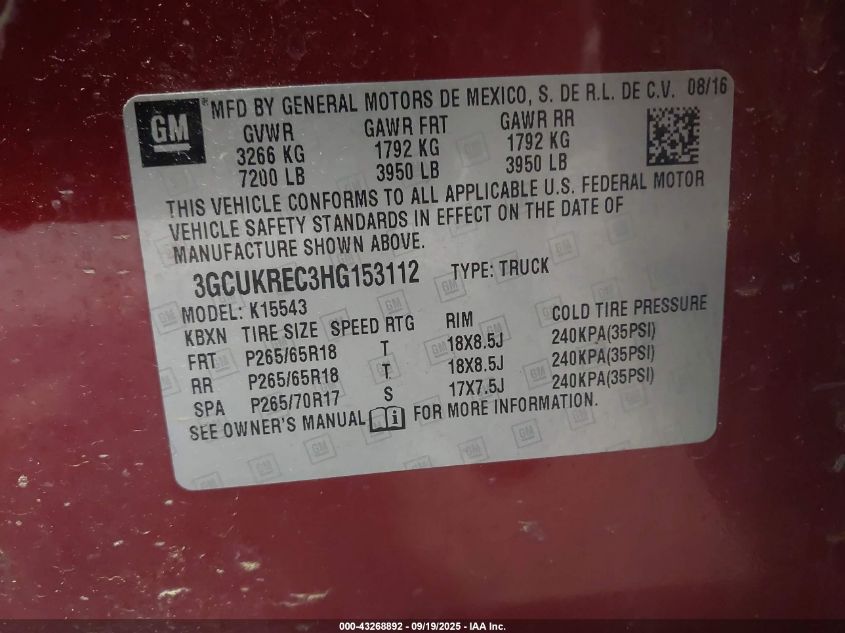 GM
® MFD BY GENERAL MOTORS DE MEXICO, S. DE R.L. DE C.V. 08/16
GVWR GAWR FRT GAWR RR
3266 KG 1792 KG 1792 KG
7200 LB 3950 LB 3950 LB
THIS VEHICLE CONFORMS TO ALL APPLICABLE U.S. FEDERAL MOTOR
VEHICLE SAFETY STANDARDS IN EFFECT ON THE DATE OF
MANUFACTURE SHOWN ABOVE.
3GCUKREC3HG153112 TYPE: TRUCK
MODEL: K15543
KBXN TIRE SIZE SPEED RTG RIM COLD TIRE PRESSURE
FRT P265/65R18 T 18X8.5J 240KPA(35PSI)
RR P265/65R18 T 18X8.5J 240KPA(35PSI)
SPA P265/70R17 S 17X7.5J 240KPA(35PSI)
SEE OWNER'S MANUAL FOR MORE INFORMATION.
000-43268892 - 09/19/2025 - IAA Inc.